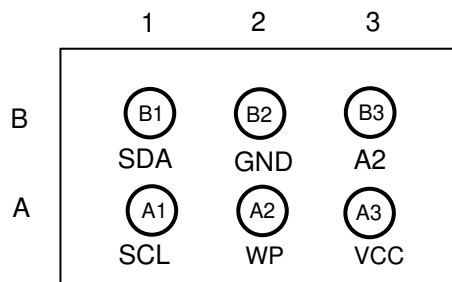 1 2 3
B B1 B2 B3
SDA GND A2
A A1 A2 A3
SCL WP VCC